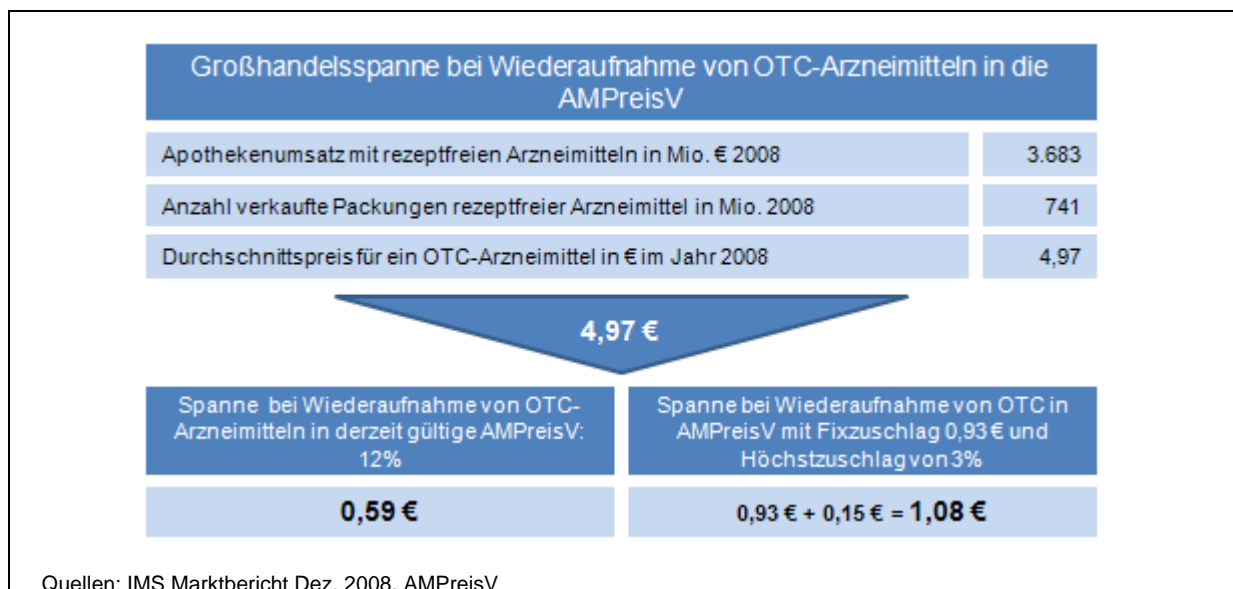 Großhandelsspanne bei Wiederaufnahme von OTC-Arzneimitteln in die
AMPreisV
Apothekenumsatz mit rezeptfreien Arzneimitteln in Mio. € 2008 3.683
Anzahl verkaufte Packungen rezeptfreier Arzneimittel in Mio. 2008 741
Durchschnittspreis für ein OTC-Arzneimittel in € im Jahr 2008 4,97
4,97 €
Spanne bei Wiederaufnahme von OTC-
Arzneimitteln in derzeit gültige AMPreisV:
12%
Spanne bei Wiederaufnahme von OTC in
AMPreisV mit Fixzuschlag 0,93 € und
Höchstzuschlag von 3%
0,59 €
0,93 € + 0,15 € = 1,08 €
Quellen: IMS Marktbericht Dez. 2008, AMPreisV